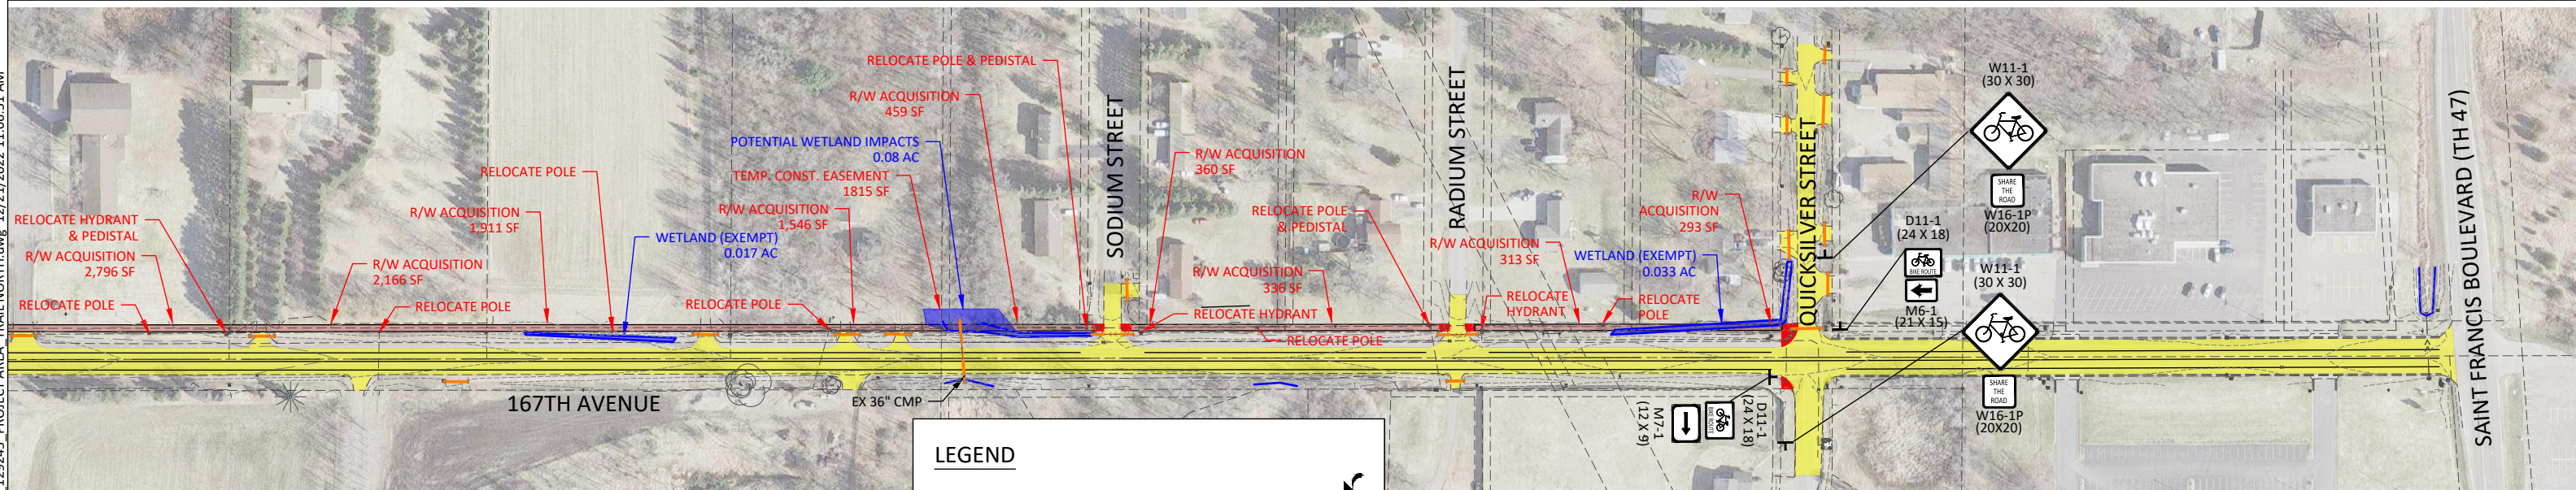 RELOCATE HYDRANT
& PEDISTAL
R/W ACQUISITION
2,796 SF
RELOCATE POLE
R/W ACQUISITION
2,166 SF
RELOCATE POLE
RELOCATE POLE
R/W ACQUISITION
1,911 SF
WETLAND (EXEMPT)
0.017 AC
RELOCATE POLE & PEDISTAL
R/W ACQUISITION
459 SF
POTENTIAL WETLAND IMPACTS
0.08 AC
TEMP. CONST. EASEMENT
1815 SF
R/W ACQUISITION
1,546 SF
RELOCATE POLE
EX 36" CMP
167TH AVENUE
SODIUM STREET
R/W ACQUISITION
360 SF
RELOCATE POLE
& PEDISTAL
R/W ACQUISITION
336 SF
RELOCATE HYDRANT
RELOCATE POLE
RADIUM STREET
R/W ACQUISITION
313 SF
RELOCATE
HYDRANT
R/W
ACQUISITION
293 SF
WETLAND (EXEMPT)
0.033 AC
RELOCATE
POLE
QUICKSILVER STREET
W11-1
(30 X 30)
SHARE
THE
ROAD
W16-1P
(20X20)
D11-1
(24 X 18)
BIKE ROUTE
M6-1
(21 X 15)
W11-1
(30 X 30)
SHARE
THE
ROAD
W16-1P
(20X20)
D11-1
(24 X 18)
BIKE ROUTE
M7-1
(12 X 9)
SAINT FRANCIS BOULEVARD (TH 47)
LEGEND